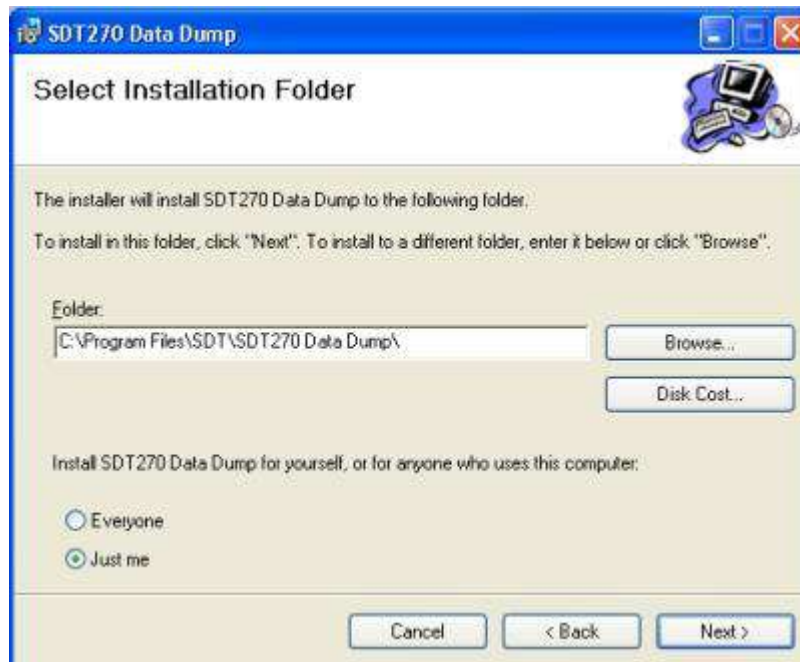 SDT270 Data Dump
Select Installation Folder
The installer will install SDT270 Data Dump to the following folder.
To install in this folder, click "Next". To install to a different folder, enter it below or click "Browse".
Folder:
C:\Program Files\SDT\SDT270 Data Dump\
Browse...
Disk Cost...
Install SDT270 Data Dump for yourself, or for anyone who uses this computer:
Everyone
Just me
Cancel
< Back
Next >